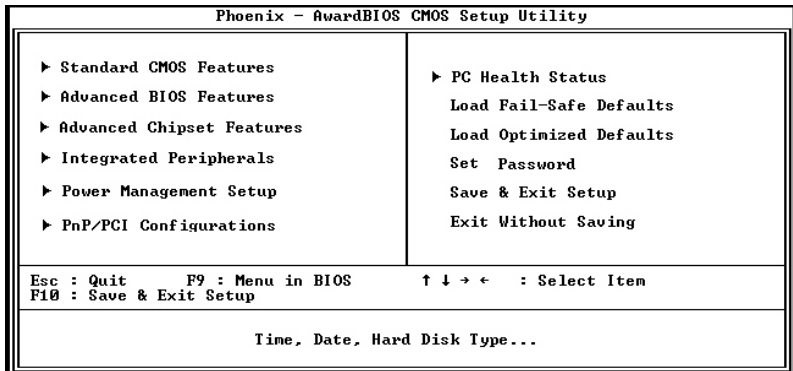 Phoenix - AwardBIOS CMOS Setup Utility
▶ Standard CMOS Features
▶ Advanced BIOS Features
▶ Advanced Chipset Features
▶ Integrated Peripherals
▶ Power Management Setup
▶ PnP/PCI Configurations
▶ PC Health Status
Load Fail-Safe Defaults
Load Optimized Defaults
Set Password
Save & Exit Setup
Exit Without Saving
Esc : Quit F9 : Menu in BIOS ↑ ↓ → ← : Select Item
F10 : Save & Exit Setup
Time, Date, Hard Disk Type...